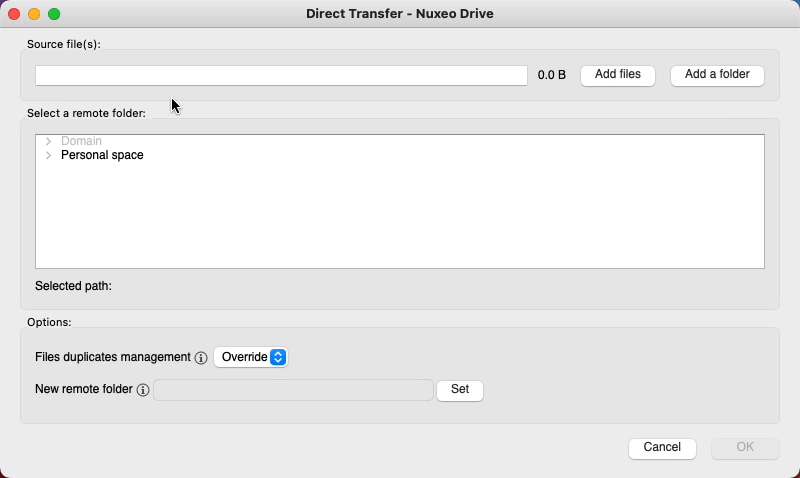 Direct Transfer - Nuxeo Drive
Source file(s):
0.0 B Add files Add a folder
Select a remote folder:
Domain
Personal space
Selected path:
Options:
Files duplicates management Override
New remote folder Set
Cancel OK